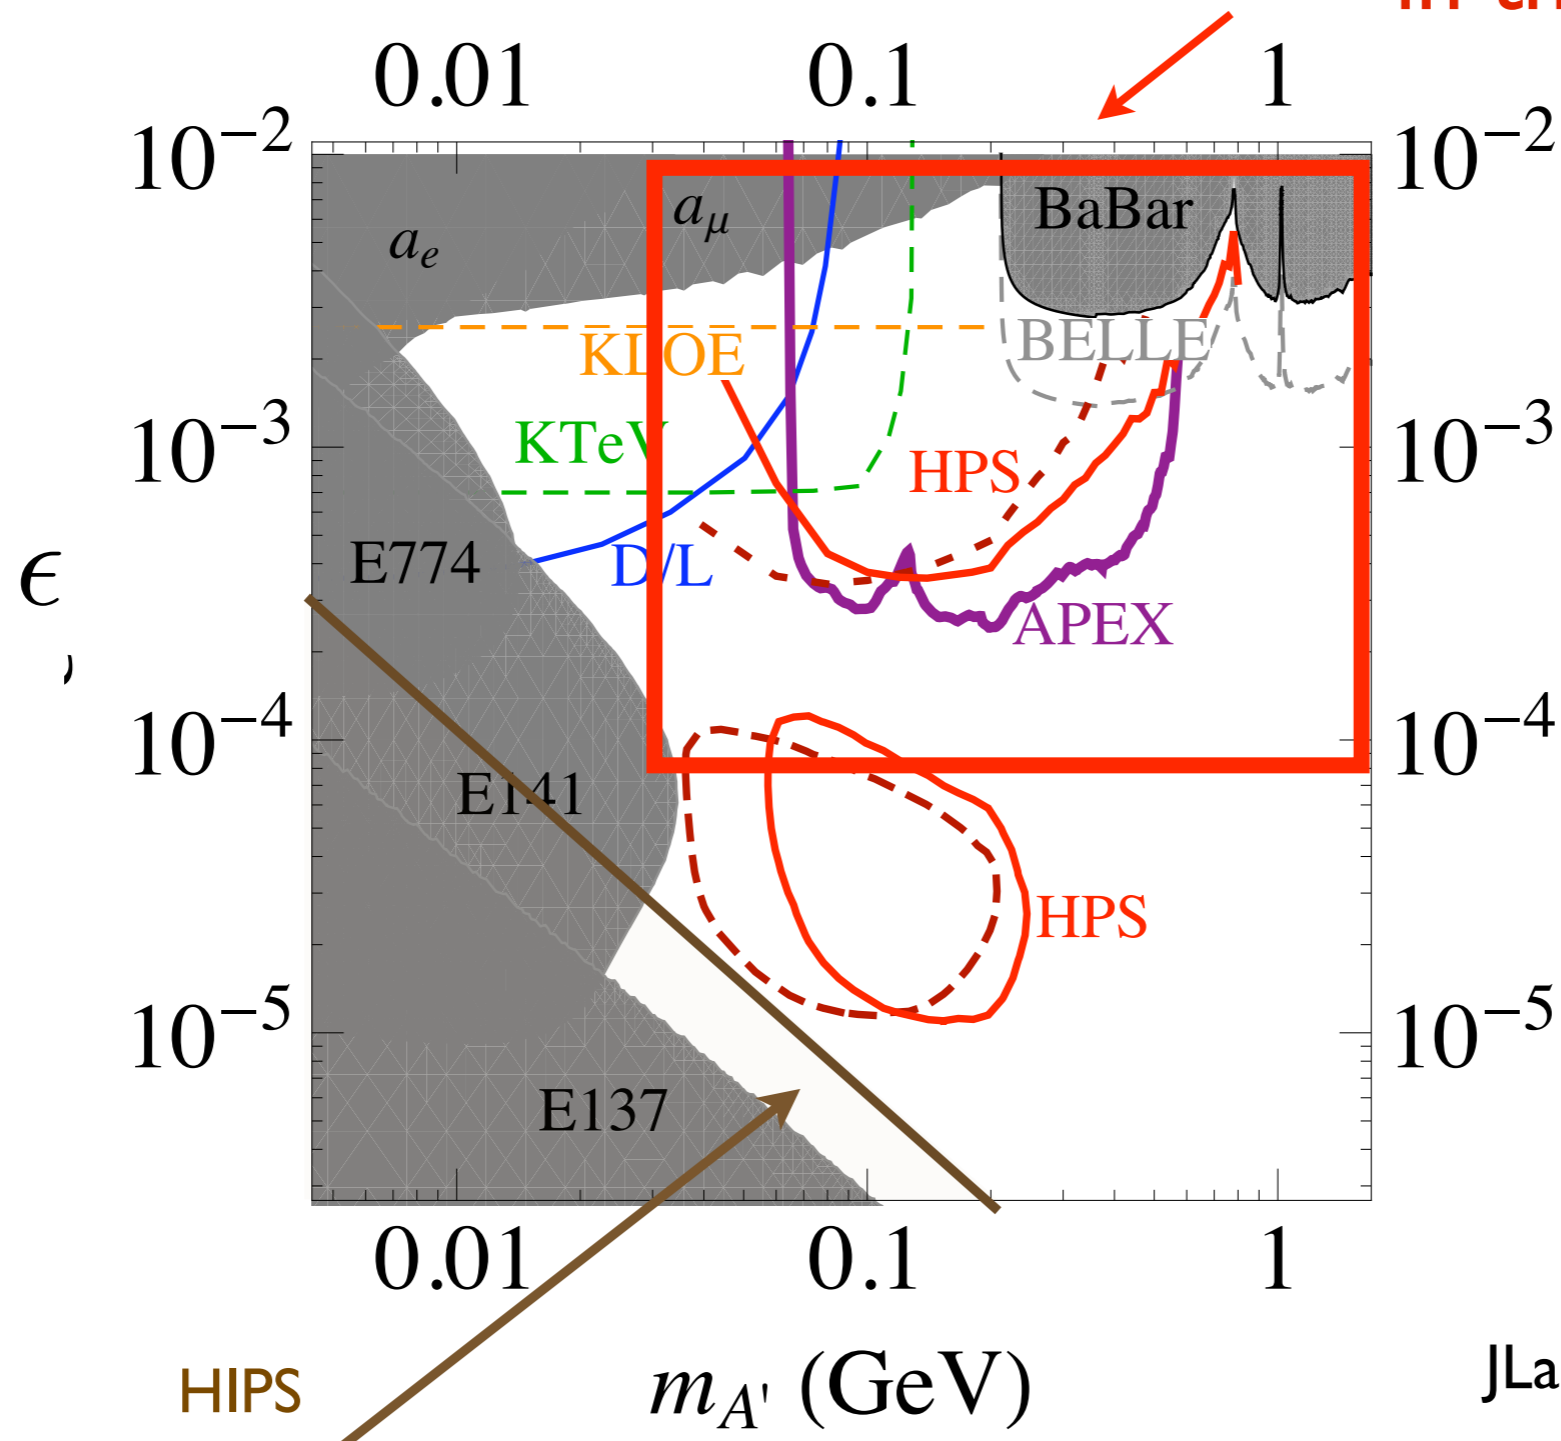 0.01 0.1 1
10⁻² 10⁻²
a_μ BaBar
a_e
BELLE
KLOE
10⁻³ KTeV HPS 10⁻³
E774 D/L
ϵ
APEX
10⁻⁴ 10⁻⁴
E141
HPS
10⁻⁵ 10⁻⁵
E137
0.01 0.1 1
HIPS m_A' (GeV) JLa